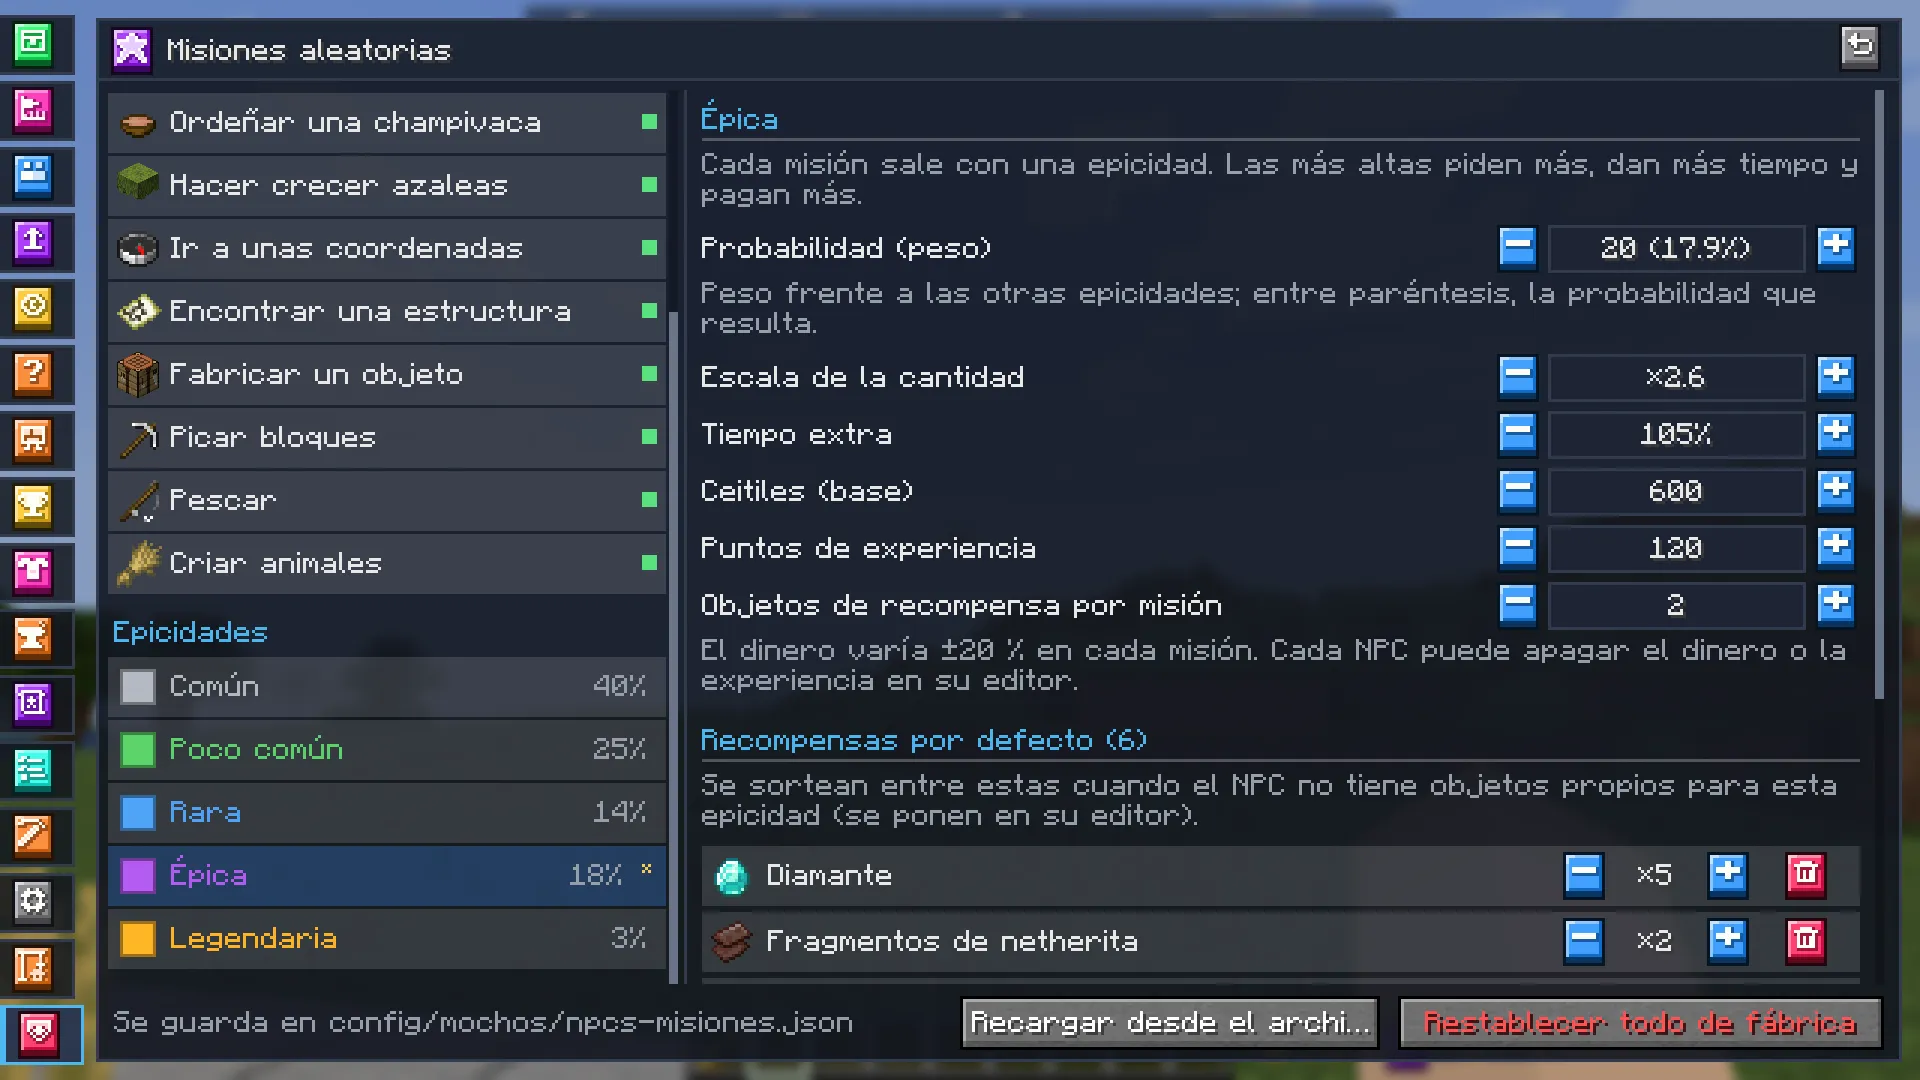 Misiones aleatorias
Ordeñar una champivaca
Hacer crecer azaleas
Ir a unas coordenadas
Encontrar una estructura
Fabricar un objeto
Picar bloques
Pescar
Criar animales
Epicidades
Común 40%
Poco común 25%
Rara 14%
Épica 18% *
Legendaria 3%
Épica
Cada misión sale con una epicidad. Las más altas piden más, dan más tiempo y
pagan más.
Probabilidad (peso) 20 (17.9%)
Peso frente a las otras epicidades; entre paréntesis, la probabilidad que
resulta.
Escala de la cantidad ×2.6
Tiempo extra 105%
Ceitiles (base) 600
Puntos de experiencia 120
Objetos de recompensa por misión 2
El dinero varía ±20 % en cada misión. Cada NPC puede apagar el dinero o la
experiencia en su editor.
Recompensas por defecto (6)
Se sortean entre estas cuando el NPC no tiene objetos propios para esta
epicidad (se ponen en su editor).
Diamante ×5
Fragmentos de netherita ×2
Se guarda en config/mochos/npcs-misiones.json
Recargar desde el archi...
Restablecer todo de fábrica